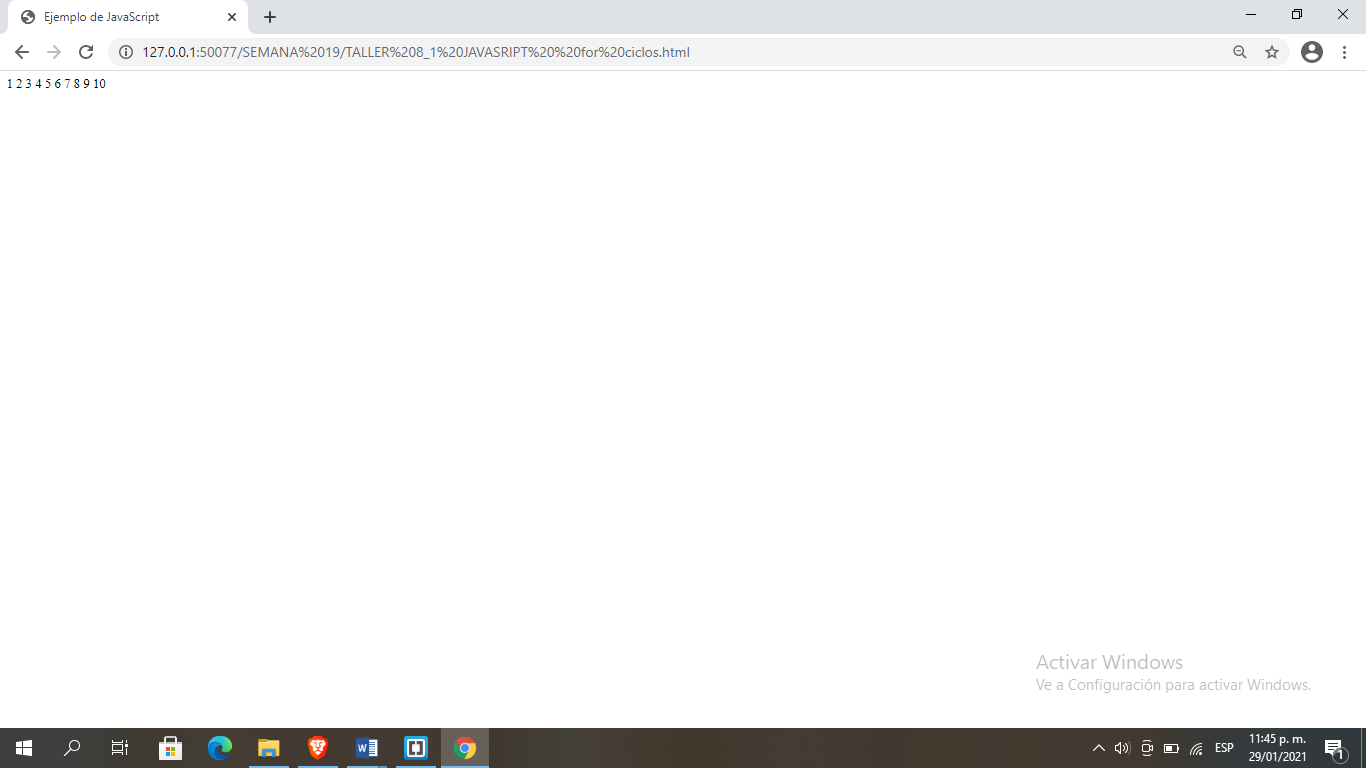 Ejemplo de JavaScript
127.0.0.1:50077/SEMANA%2019/TALLER%208_1%20JAVASRIPT%20%20for%20ciclos.html
1 2 3 4 5 6 7 8 9 10
Activar Windows
Ve a Configuración para activar Windows.
ESP
11:45 p. m.
29/01/2021
1